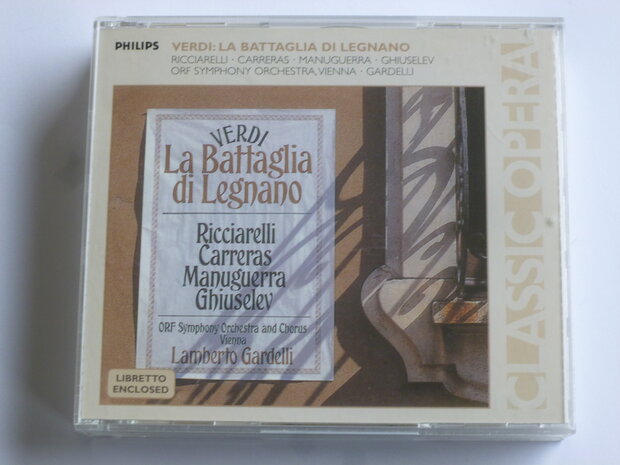 PHILIPS
VERDI: LA BATTAGLIA DI LEGNANO
RICCIARELLI · CARRERAS · MANUGUERRA · GHIUSELEV
ORF SYMPHONY ORCHESTRA, VIENNA · GARDELLI
VERDI
La Battaglia
di Legnano
Ricciarelli
Carreras
Manuguerra
Ghiuselev
ORF Symphony Orchestra and Chorus
Vienna
Lamberto Gardelli
LIBRETTO
ENCLOSED
CLASSIC OPERA